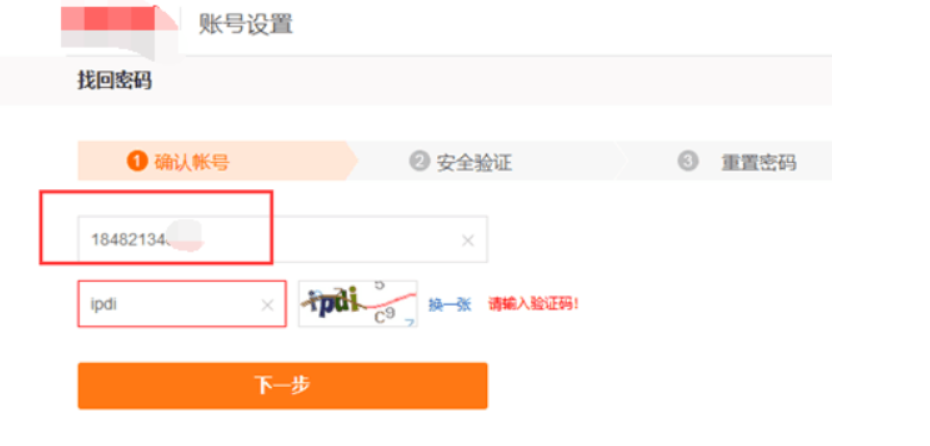 账号设置
找回密码
1 确认帐号
2 安全验证
3 重置密码
18482134
ipdi
ipdi
5
C9
7
换一张
请输入验证码!
下一步